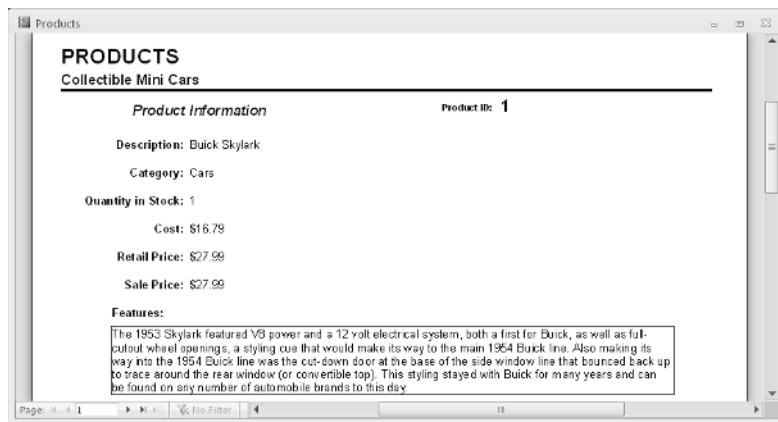 Products
PRODUCTS
Collectible Mini Cars
Product Information
Product ID: 1
Description: Buick Skylark
Category: Cars
Quantity in Stock: 1
Cost: $16.79
Retail Price: $27.99
Sale Price: $27.99
Features:
The 1953 Skylark featured V8 power and a 12 volt electrical system, both a first for Buick, as well as full-
cutout wheel openings, a styling cue that would make its way to the main 1954 Buick line. Also making its
way into the 1954 Buick line was the cut-down door at the base of the side window line that bounced back up
to trace around the rear window (or convertible top). This styling stayed with Buick for many years and can
be found on any number of automobile brands to this day.
Page: 1 No Filter